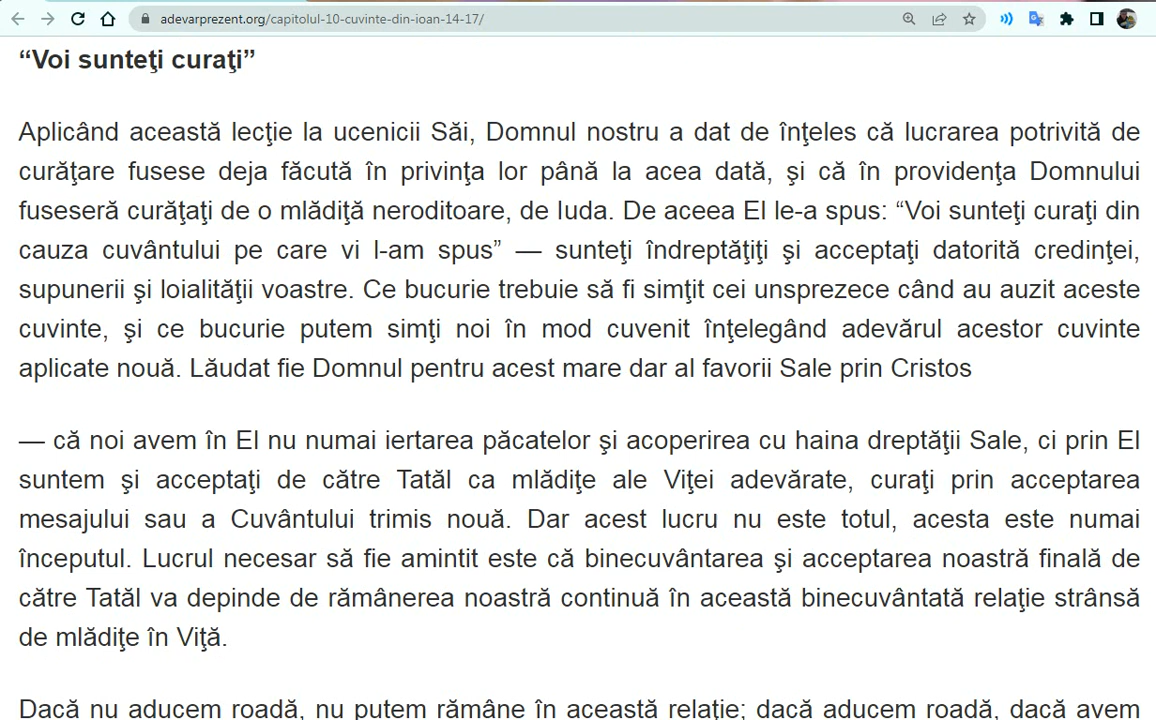 adevarprezent.org/capitolul-10-cuvinte-din-ioan-14-17/
“Voi sunteţi curaţi”
Aplicând această lecţie la ucenicii Săi, Domnul nostru a dat de înţeles că lucrarea potrivită de
curăţare fusese deja făcută în privinţa lor până la acea dată, şi că în providenţa Domnului
fuseseră curăţaţi de o mlădiţă neroditoare, de Iuda. De aceea El le-a spus: “Voi sunteţi curaţi din
cauza cuvântului pe care vi l-am spus” — sunteţi îndreptăţiţi şi acceptaţi datorită credinţei,
supunerii şi loialităţii voastre. Ce bucurie trebuie să fi simţit cei unsprezece când au auzit aceste
cuvinte, şi ce bucurie putem simţi noi în mod cuvenit înţelegând adevărul acestor cuvinte
aplicate nouă. Lăudat fie Domnul pentru acest mare dar al favorii Sale prin Cristos
— că noi avem în El nu numai iertarea păcatelor şi acoperirea cu haina dreptăţii Sale, ci prin El
suntem şi acceptaţi de către Tatăl ca mlădiţe ale Viţei adevărate, curaţi prin acceptarea
mesajului sau a Cuvântului trimis nouă. Dar acest lucru nu este totul, acesta este numai
începutul. Lucrul necesar să fie amintit este că binecuvântarea şi acceptarea noastră finală de
către Tatăl va depinde de rămânerea noastră continuă în această binecuvântată relaţie strânsă
de mlădiţe în Viţă.
Dacă nu aducem roadă, nu putem rămâne în această relaţie; dacă aducem roadă, dacă avem